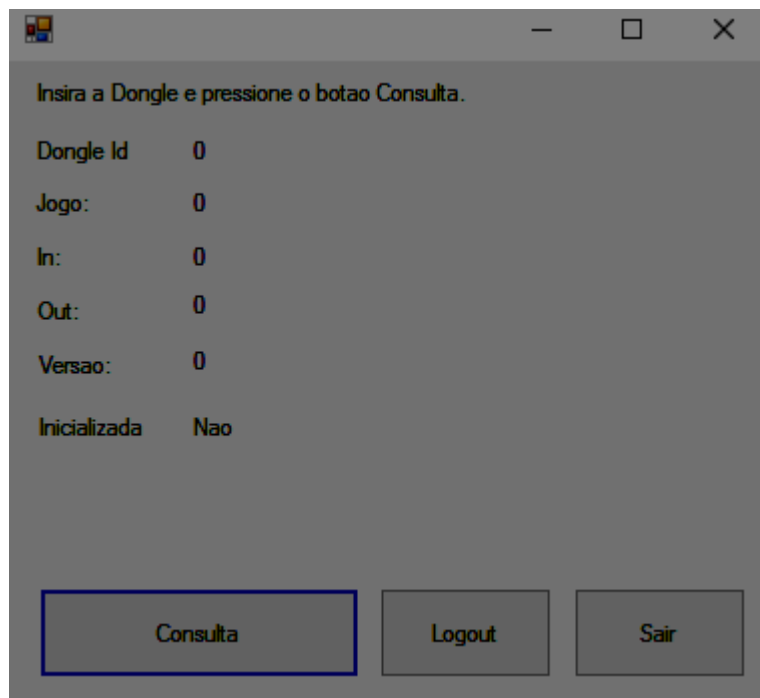 Insira a Dongle e pressione o botao Consulta.
Dongle Id 0
Jogo: 0
In: 0
Out: 0
Versao: 0
Inicializada Nao
Consulta Logout Sair